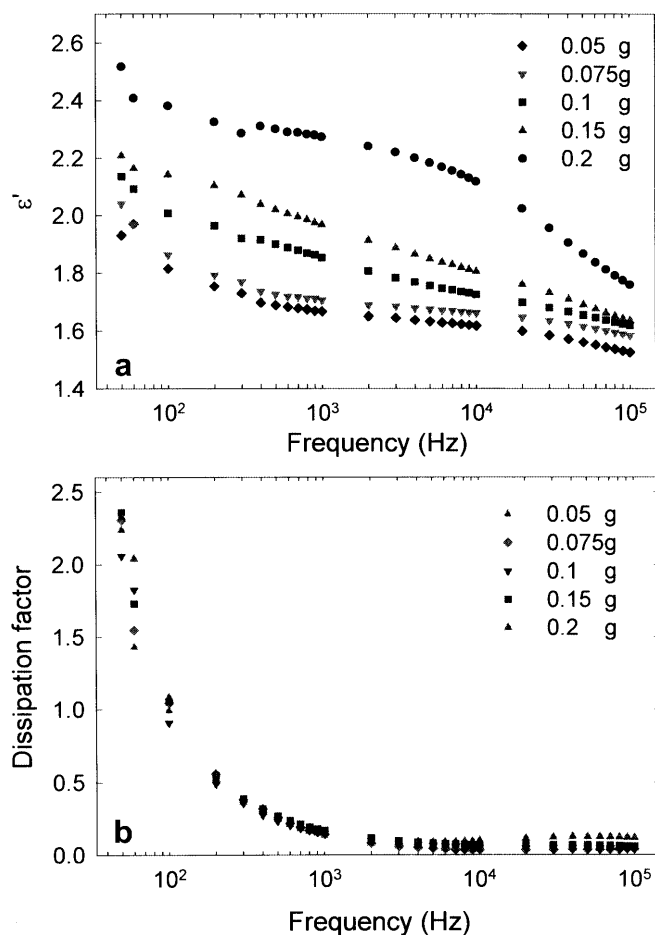 2.6
2.4
2.2
2.0
1.8
1.6
1.4
ε'
0.05 g
0.075g
0.1 g
0.15 g
0.2 g
a
10²
10³
10⁴
10⁵
Frequency (Hz)
2.5
2.0
1.5
1.0
0.5
0.0
Dissipation factor
0.05 g
0.075g
0.1 g
0.15 g
0.2 g
b
10²
10³
10⁴
10⁵
Frequency (Hz)